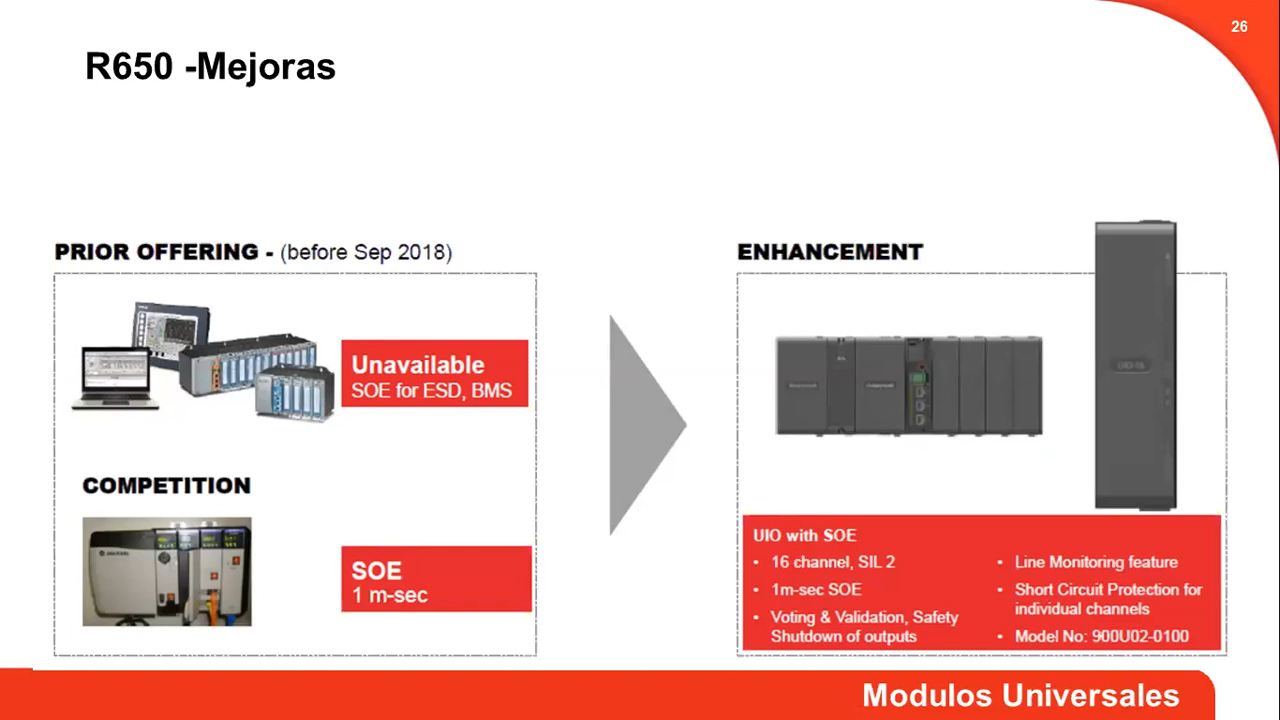 26
R650 -Mejoras
PRIOR OFFERING - (before Sep 2018)
Unavailable
SOE for ESD, BMS
COMPETITION
SOE
1 m-sec
ENHANCEMENT
UIO with SOE
• 16 channel, SIL 2
• 1m-sec SOE
• Voting & Validation, Safety
Shutdown of outputs
• Line Monitoring feature
• Short Circuit Protection for
individual channels
• Model No: 900U02-0100
Modulos Universales